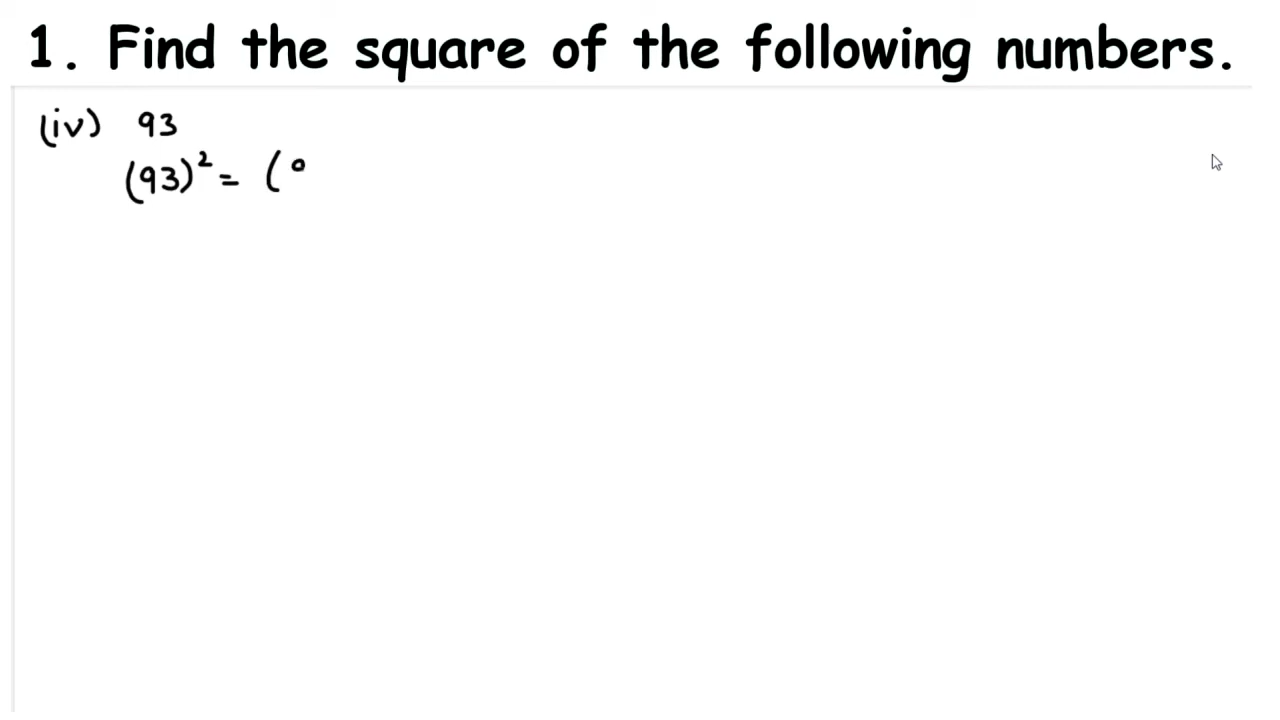 1. Find the square of the following numbers.
(iv) 93
(93)² = (